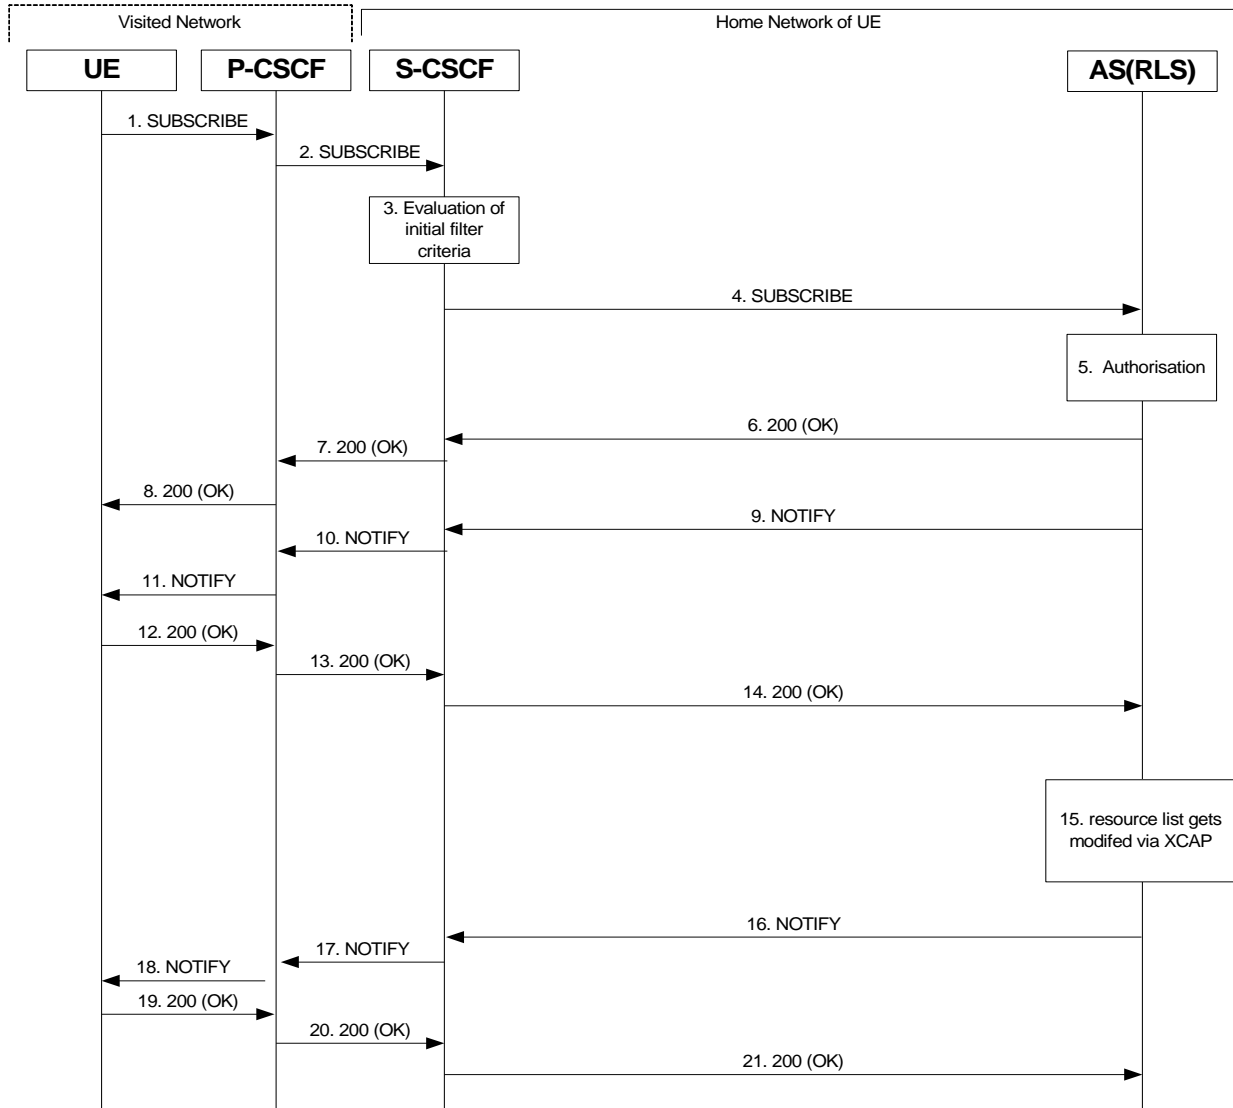 Visited Network
Home Network of UE
UE
P-CSCF
S-CSCF
AS(RLS)
1. SUBSCRIBE
2. SUBSCRIBE
3. Evaluation of
initial filter
criteria
4. SUBSCRIBE
5. Authorisation
6. 200 (OK)
7. 200 (OK)
8. 200 (OK)
9. NOTIFY
10. NOTIFY
11. NOTIFY
12. 200 (OK)
13. 200 (OK)
14. 200 (OK)
15. resource list gets
modifed via XCAP
16. NOTIFY
17. NOTIFY
18. NOTIFY
19. 200 (OK)
20. 200 (OK)
21. 200 (OK)